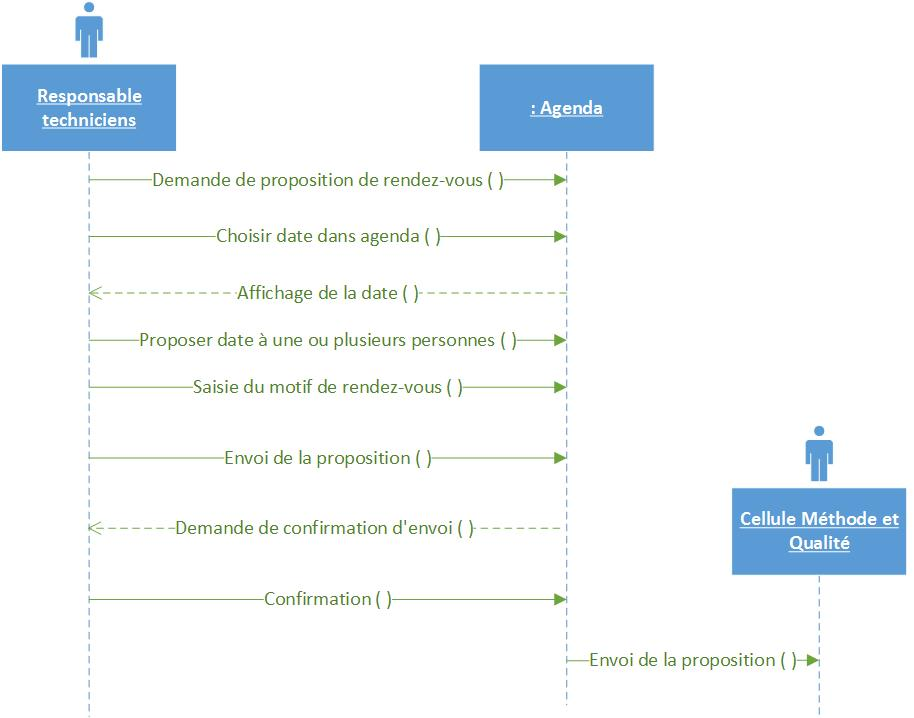 Responsable
techniciens
: Agenda
Demande de proposition de rendez-vous ( )
Choisir date dans agenda ( )
Affichage de la date ( )
Proposer date à une ou plusieurs personnes ( )
Saisie du motif de rendez-vous ( )
Envoi de la proposition ( )
Cellule Méthode et
Qualité
Demande de confirmation d'envoi ( )
Confirmation ( )
Envoi de la proposition ( )